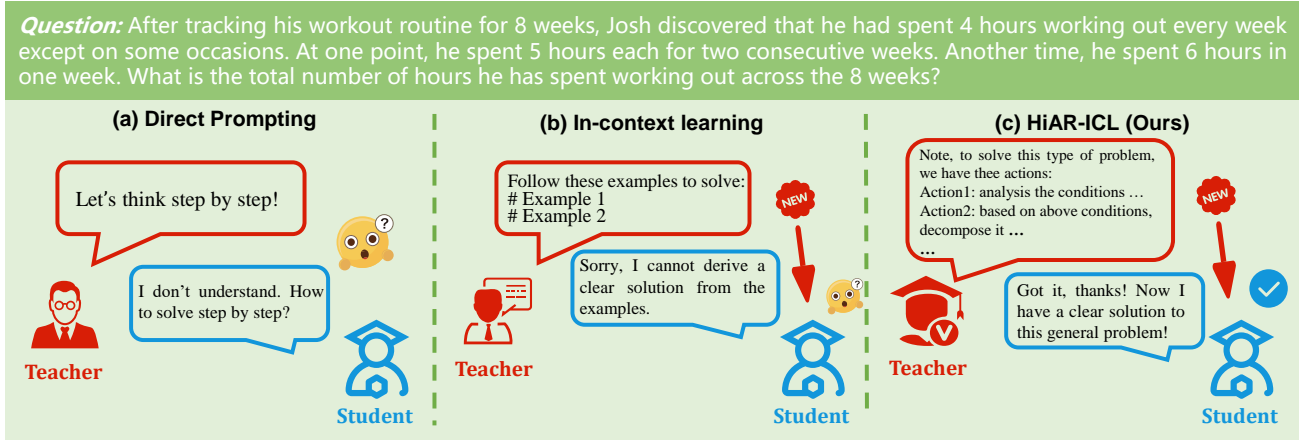 Question: After tracking his workout routine for 8 weeks, Josh discovered that he had spent 4 hours working out every week
except on some occasions. At one point, he spent 5 hours each for two consecutive weeks. Another time, he spent 6 hours in
one week. What is the total number of hours he has spent working out across the 8 weeks?
(a) Direct Prompting
Let's think step by step!
?
I don't understand. How
to solve step by step?
Teacher
Student
(b) In-context learning
Follow these examples to solve:
# Example 1
# Example 2
NEW
Sorry, I cannot derive a
clear solution from the
examples.
?
Teacher
Student
(c) HiAR-ICL (Ours)
Note, to solve this type of problem,
we have thee actions:
Action1: analysis the conditions …
Action2: based on above conditions,
decompose it …
…
NEW
Got it, thanks! Now I
have a clear solution to
this general problem!
V
Teacher
Student